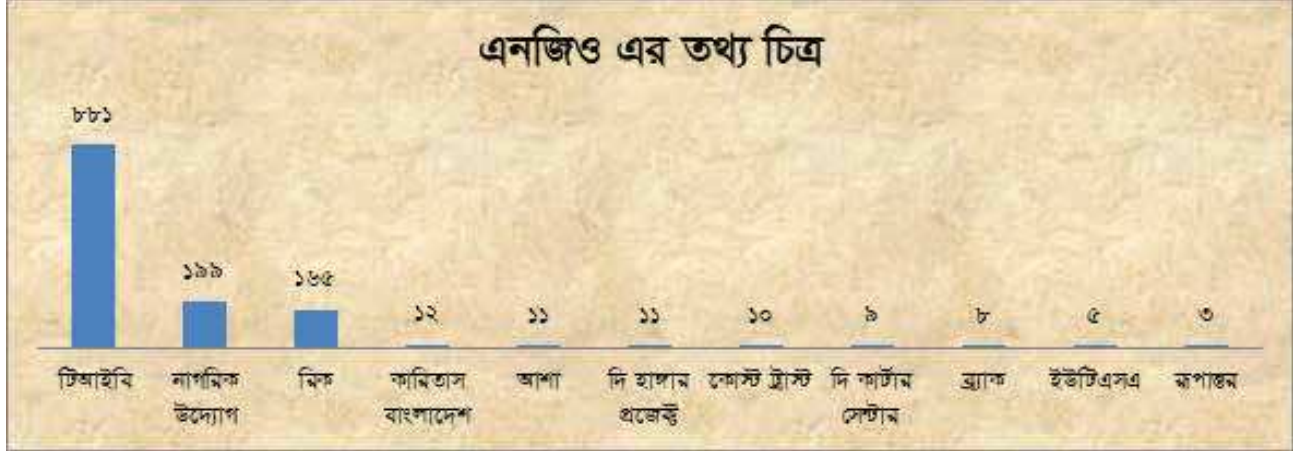 এনজিও এর তথ্য চিত্র
৮৮১
১৯৯
১৬৫
১২
১১
১১
১০
৯
৮
৫
৩
টিআইবি
নাগরিক
উদ্যোগ
রিক
কারিতাস
বাংলাদেশ
আশা
দি হাঙ্গার
প্রজেক্ট
কোস্ট ট্রাস্ট
দি কার্টার
সেন্টার
ব্র্যাক
ইউটিএসএ
রূপান্তর